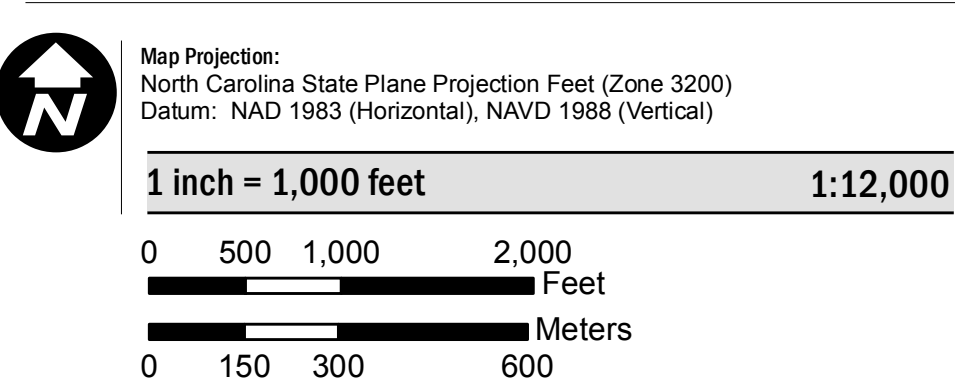 N
Map Projection:
North Carolina State Plane Projection Feet (Zone 3200)
Datum: NAD 1983 (Horizontal), NAVD 1988 (Vertical)
1 inch = 1,000 feet 1:12,000
0 500 1,000 2,000
Feet
Meters
0 150 300 600